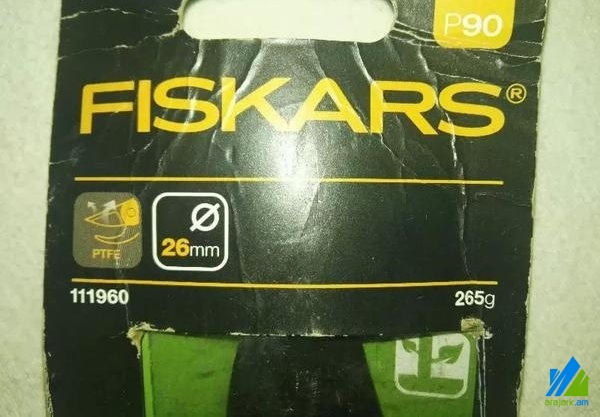 P90
FISKARS®
PTFE
Ø
26mm
111960
265g
arajark.am